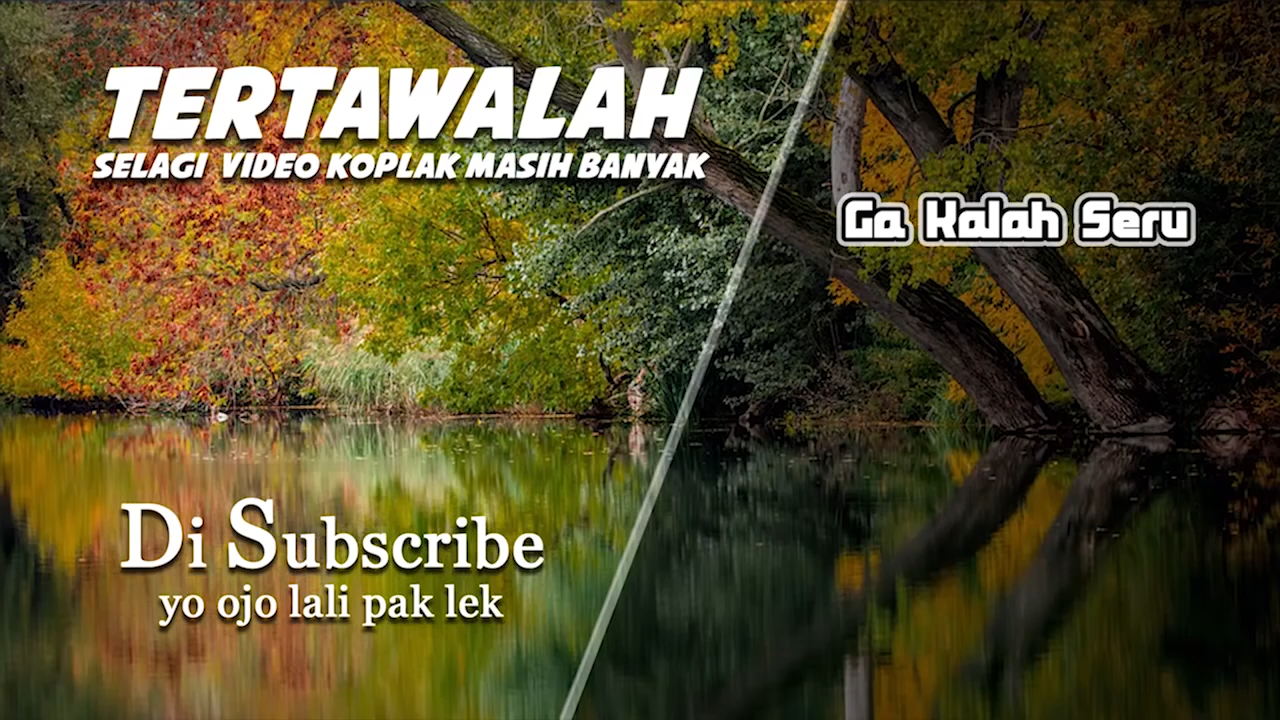 TERTAWALAH
SELAGI VIDEO KOPLAK MASIH BANYAK
Ga Kalah Seru
Di Subscribe
yo ojo lali pak lek